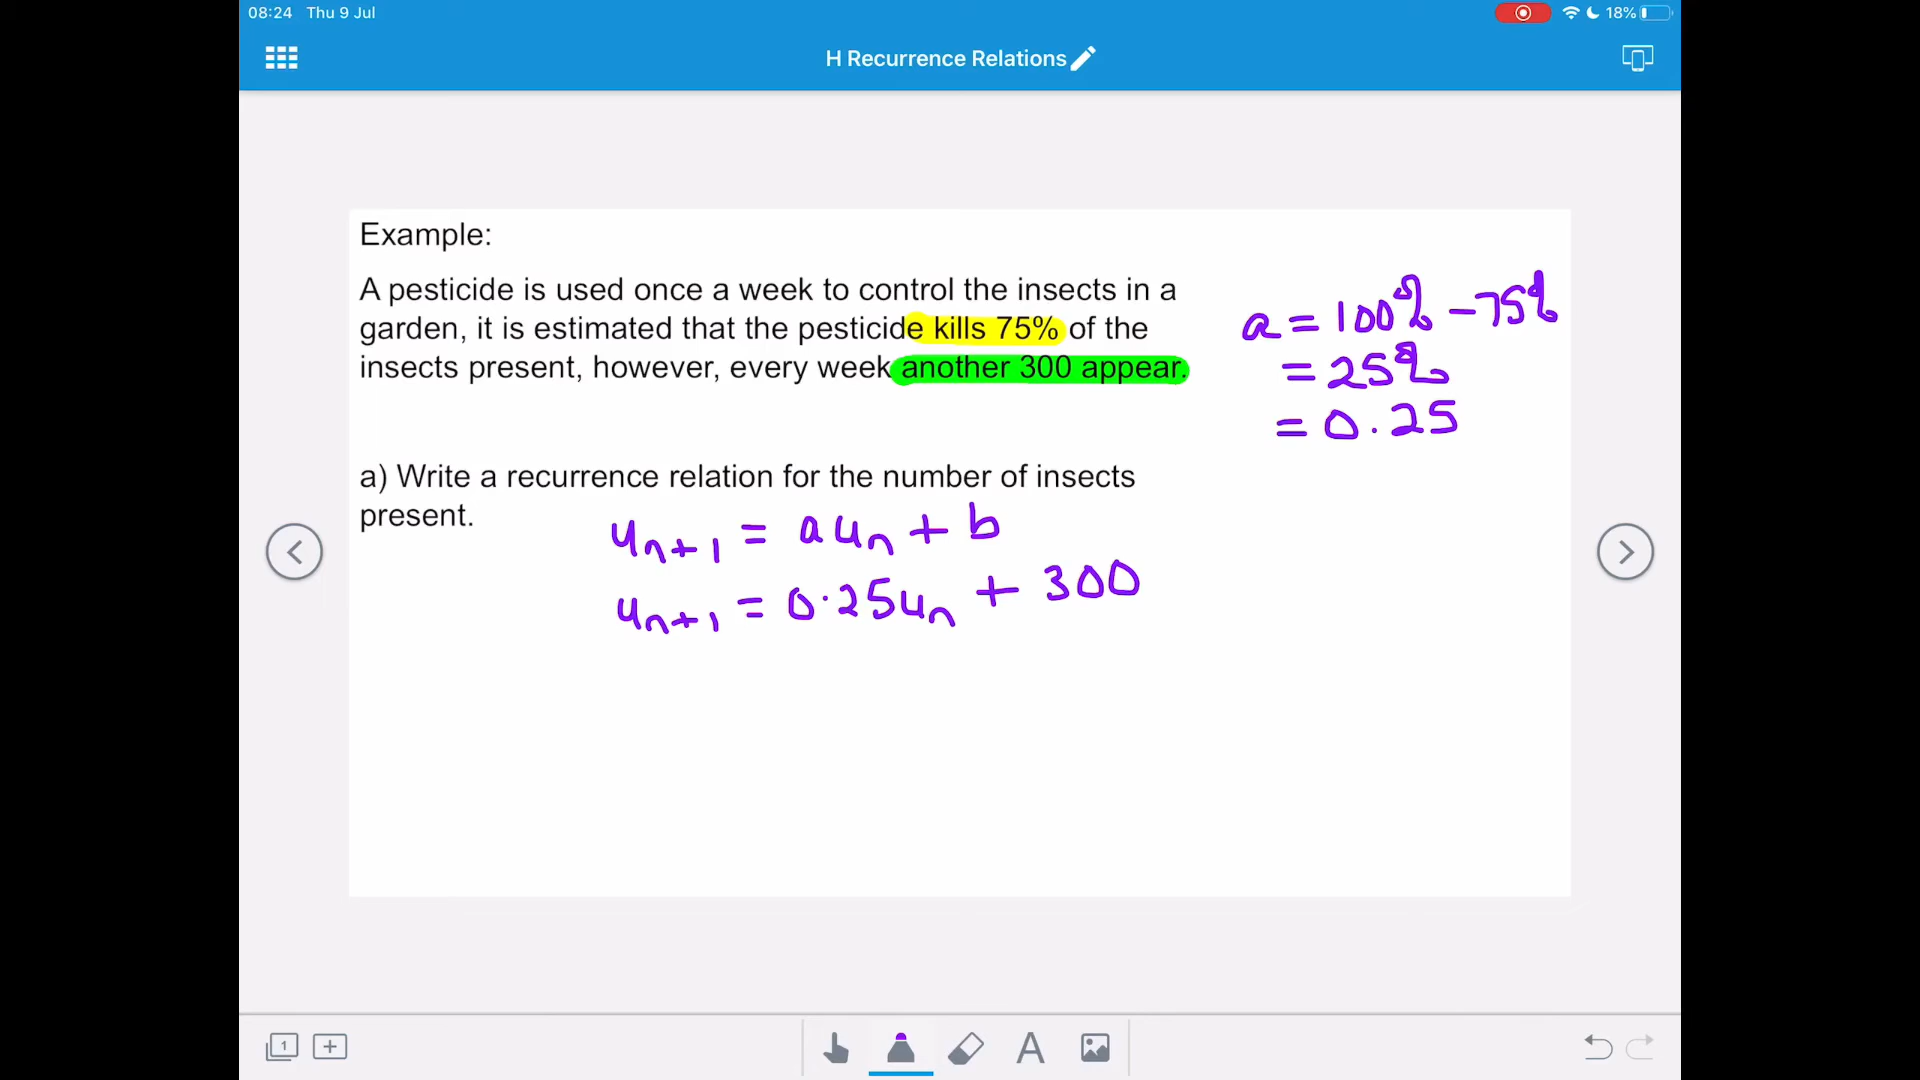 08:24 Thu 9 Jul
18%
H Recurrence Relations
Example:
A pesticide is used once a week to control the insects in a
garden, it is estimated that the pesticide kills 75% of the
insects present, however, every week another 300 appear.
a = 100% - 75%
= 25%
= 0.25
a) Write a recurrence relation for the number of insects
present.
uₙ₊₁ = auₙ + b
uₙ₊₁ = 0.25uₙ + 300
1
A